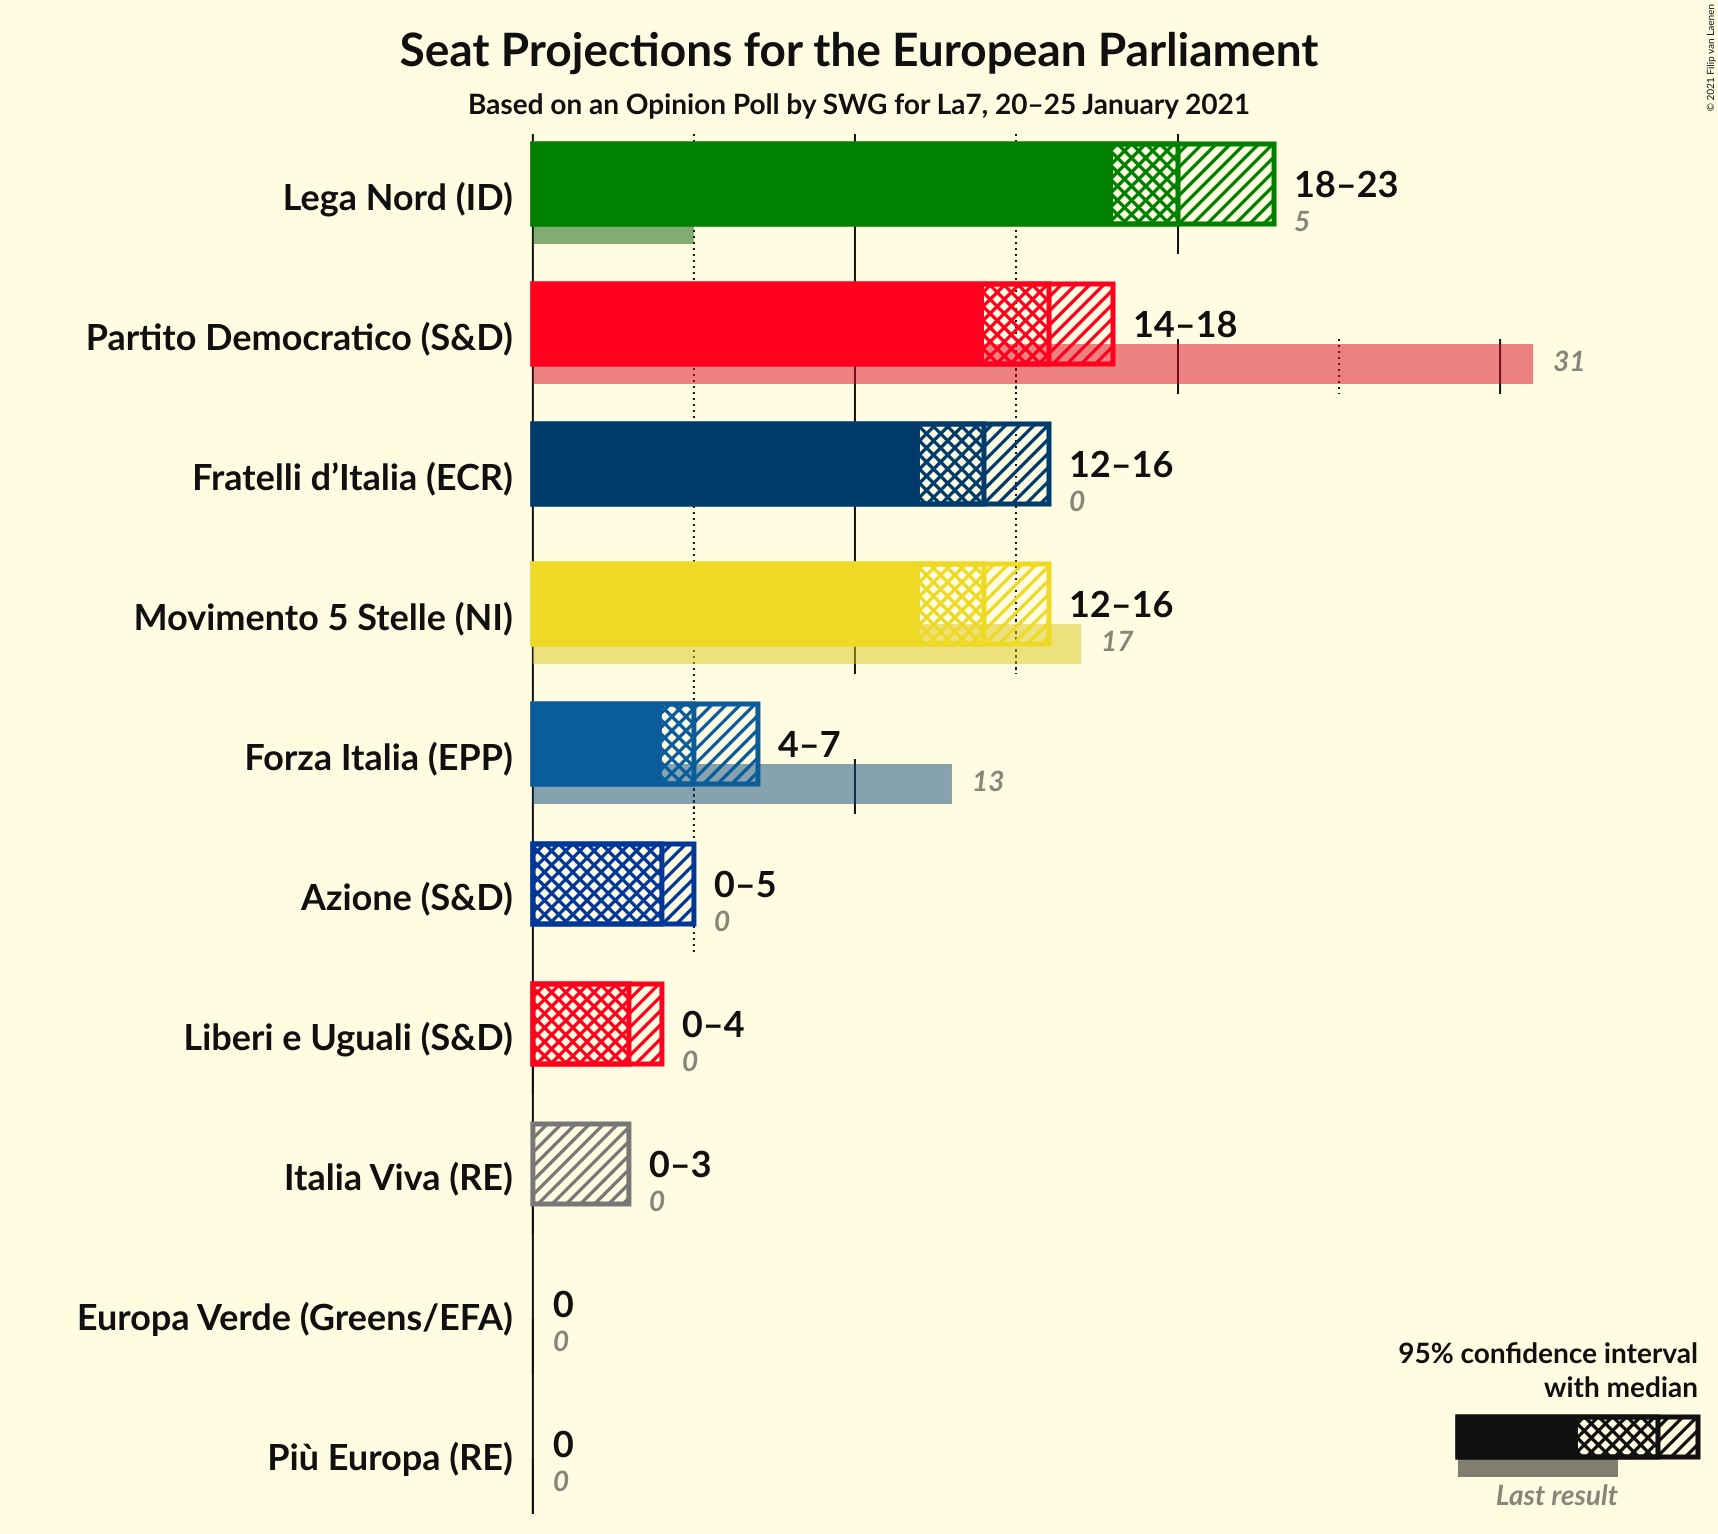 Seat Projections for the European Parliament
Based on an Opinion Poll by SWG for La7, 20–25 January 2021
© 2021 Filip van Laenen
Lega Nord (ID)
18–23
5
Partito Democratico (S&D)
14–18
31
Fratelli d’Italia (ECR)
12–16
0
Movimento 5 Stelle (NI)
12–16
17
Forza Italia (EPP)
4–7
13
Azione (S&D)
0–5
0
Liberi e Uguali (S&D)
0–4
0
Italia Viva (RE)
0–3
0
Europa Verde (Greens/EFA)
0
0
Più Europa (RE)
0
0
95% confidence interval
with median
Last result